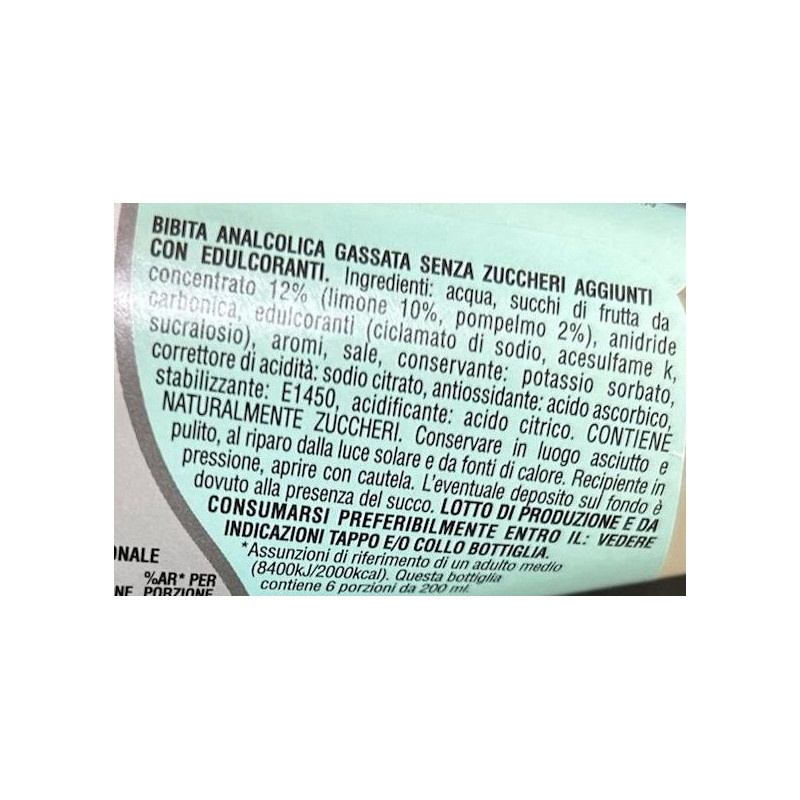 BIBITA ANALCOLICA GASSATA SENZA ZUCCHERI AGGIUNTI
CON EDULCORANTI. Ingredienti: acqua, succhi di frutta da
concentrato 12% (limone 10%, pompelmo 2%), anidride
carbonica, edulcoranti (ciclamato di sodio, acesulfame k,
sucralosio), aromi, sale, conservante: potassio sorbato,
correttore di acidità: sodio citrato, antiossidante: acido ascorbico,
stabilizzante: E1450, acidificante: acido citrico. CONTIENE
NATURALMENTE ZUCCHERI. Conservare in luogo asciutto e
pulito, al riparo dalla luce solare e da fonti di calore. Recipiente in
pressione, aprire con cautela. L'eventuale deposito sul fondo è
dovuto alla presenza del succo. LOTTO DI PRODUZIONE E DA
CONSUMARSI PREFERIBILMENTE ENTRO IL: VEDERE
INDICAZIONI TAPPO E/O COLLO BOTTIGLIA.
*Assunzioni di riferimento di un adulto medio
(8400kJ/2000kcal). Questa bottiglia
contiene 6 porzioni da 200 ml.
ONALE
%AR* PER
NE PORZIONE